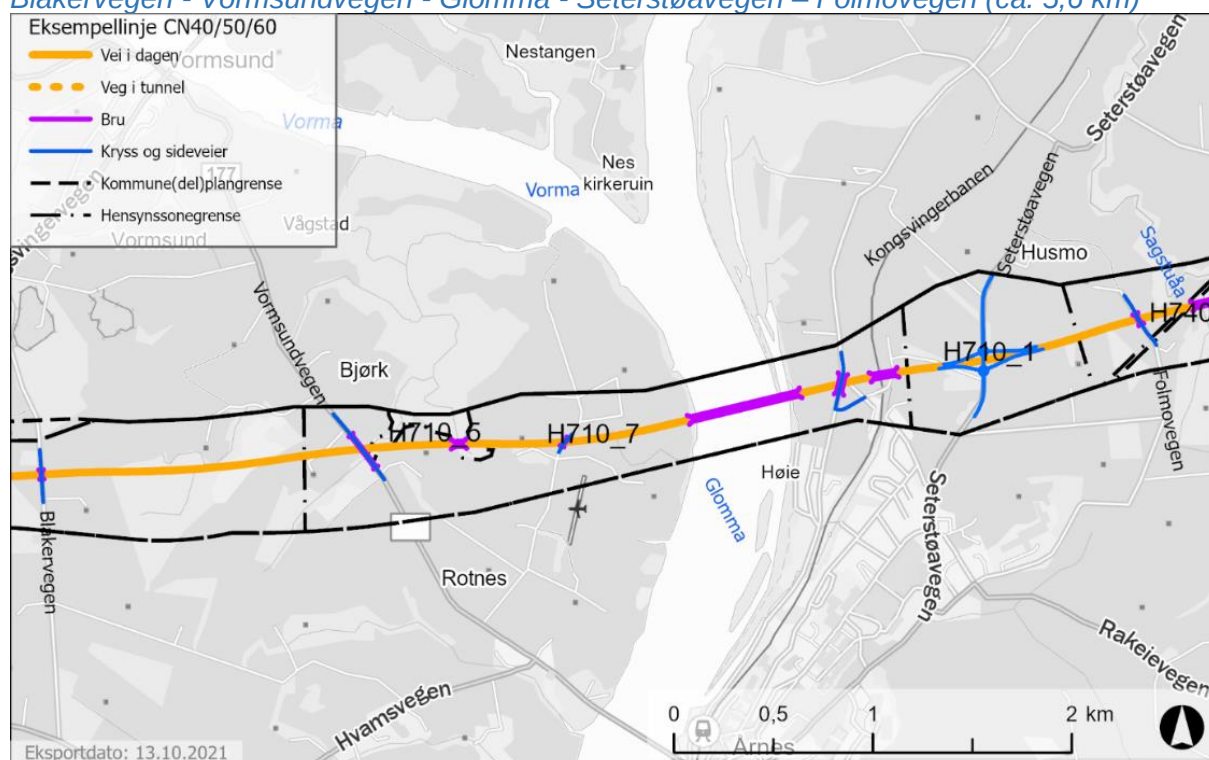 Blakervegen - Vormsundvegen - Glomma - Seterstøavegen – Folmovegen (ca. 5,6 km)
Eksempellinje CN40/50/60
Vei i dagen
Veg i tunnel
Bru
Kryss og sideveier
Kommune(del)plangrense
Hensynssonegrense
Vormsund
Vorma
177
Vågstad
Vormsund
Nestangen
Nes
kirkeruin
Vorma
Kongsvingerbanen
Seterstøavegen
Seterstøavegen
Husmo
Sagstuåa
Vormsundvegen
Bjørk
H710_6
H710_7
H710_1
H740
Folmovegen
Blakervegen
Høie
Glomma
Seterstøavegen
Rotnes
Hvamsvegen
Rakeievegen
0 0,5 1 2 km
Årnes
Eksportdato: 13.10.2021